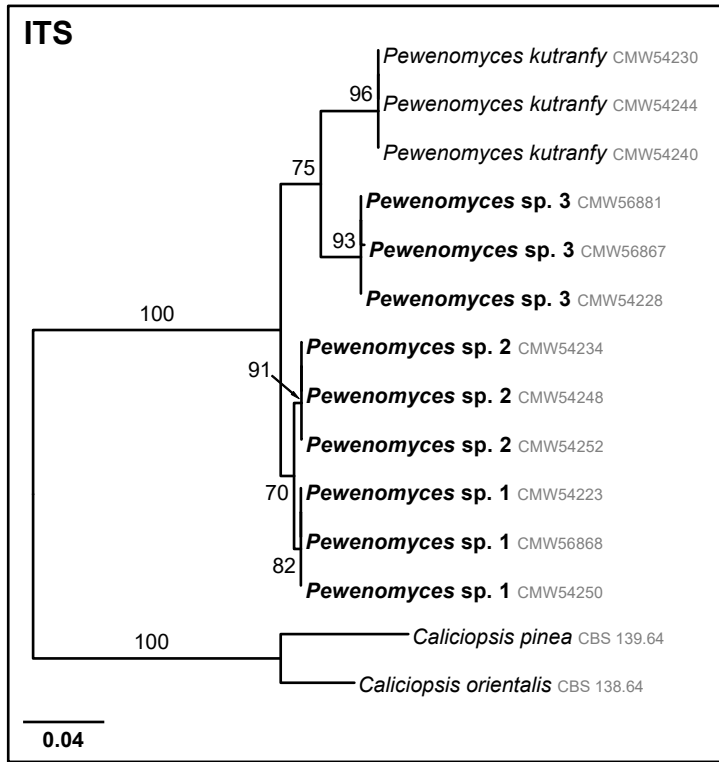 ITS
Pewenomyces kutranfy CMW54230
96
Pewenomyces kutranfy CMW54244
Pewenomyces kutranfy CMW54240
75
Pewenomyces sp. 3 CMW56881
93
Pewenomyces sp. 3 CMW56867
Pewenomyces sp. 3 CMW54228
100
Pewenomyces sp. 2 CMW54234
91
Pewenomyces sp. 2 CMW54248
Pewenomyces sp. 2 CMW54252
70
Pewenomyces sp. 1 CMW54223
Pewenomyces sp. 1 CMW56868
82
Pewenomyces sp. 1 CMW54250
Caliciopsis pinea CBS 139.64
100
Caliciopsis orientalis CBS 138.64
0.04